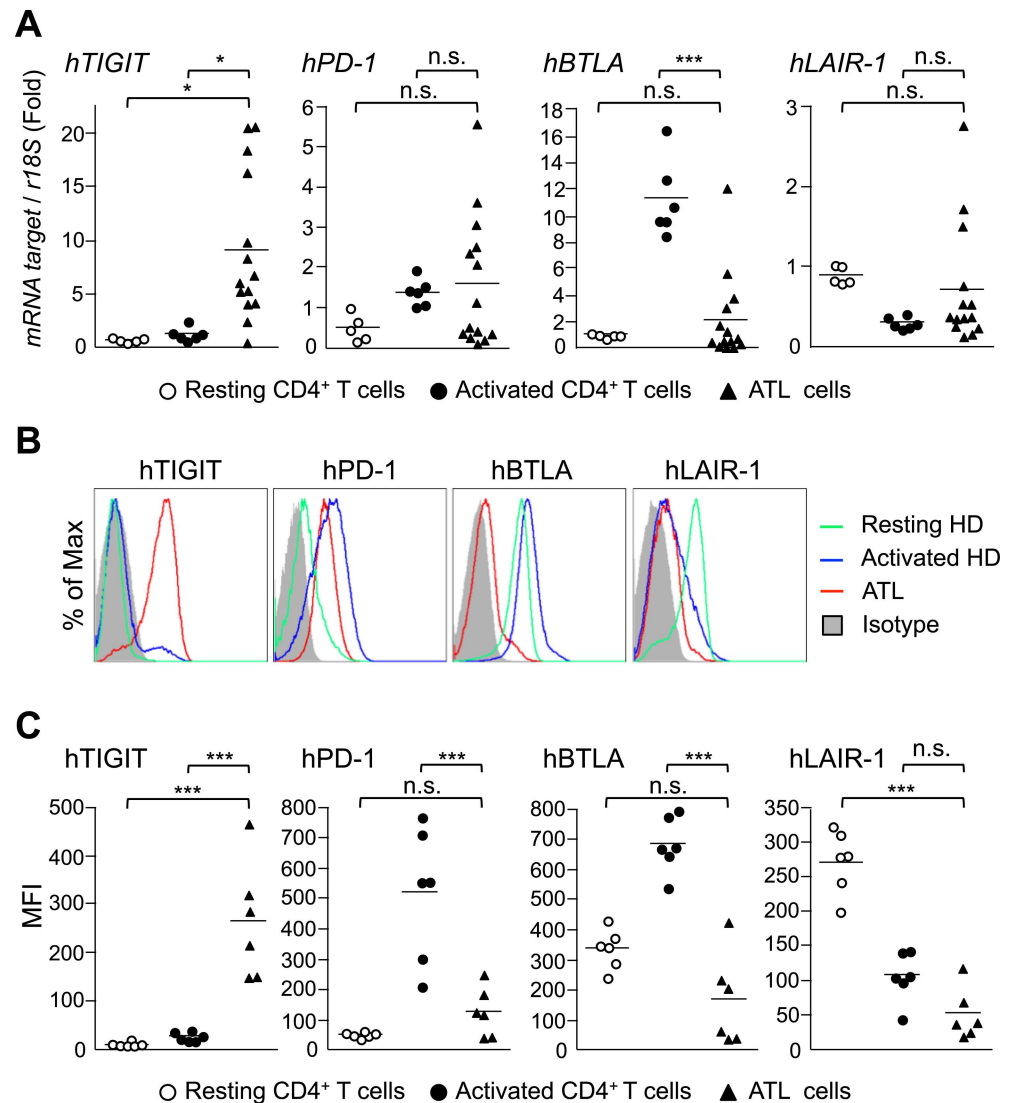 A
hTIGIT * *
hPD-1 n.s. n.s.
hBTLA *** n.s.
hLAIR-1 n.s. n.s.
mRNA target / r18S (Fold)
20 15 10 5 0
6 5 4 3 2 1 0
18 16 14 12 10 8 6 4 2 0
3 2 1 0
Resting CD4+ T cells Activated CD4+ T cells ATL cells
B
hTIGIT hPD-1 hBTLA hLAIR-1
% of Max
Resting HD
Activated HD
ATL
Isotype
C
hTIGIT *** ***
hPD-1 *** n.s.
hBTLA *** n.s.
hLAIR-1 n.s. ***
MFI
500 400 300 200 100 0
800 700 600 500 400 300 200 100 0
800 700 600 500 400 300 200 100 0
350 300 250 200 150 100 50 0
Resting CD4+ T cells Activated CD4+ T cells ATL cells